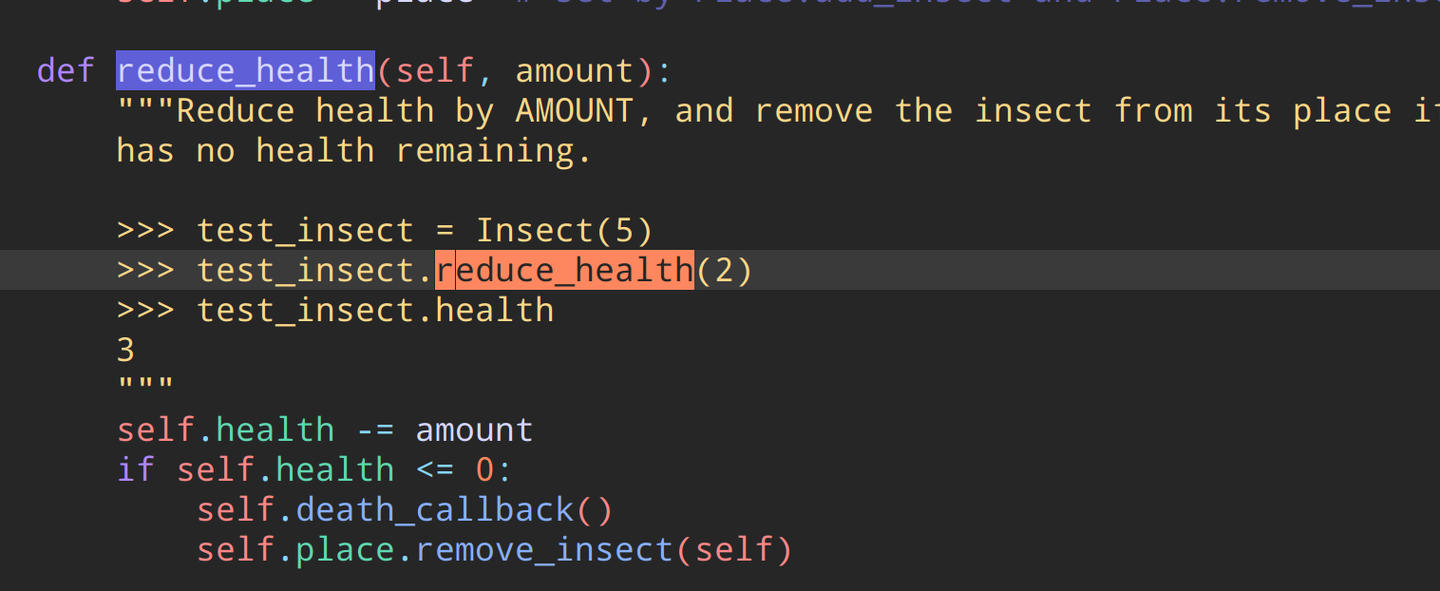 def reduce_health(self, amount):
"""Reduce health by AMOUNT, and remove the insect from its place
has no health remaining.
>>> test_insect = Insect(5)
>>> test_insect.reduce_health(2)
>>> test_insect.health
3
"""
self.health -= amount
if self.health <= 0:
self.death_callback()
self.place.remove_insect(self)